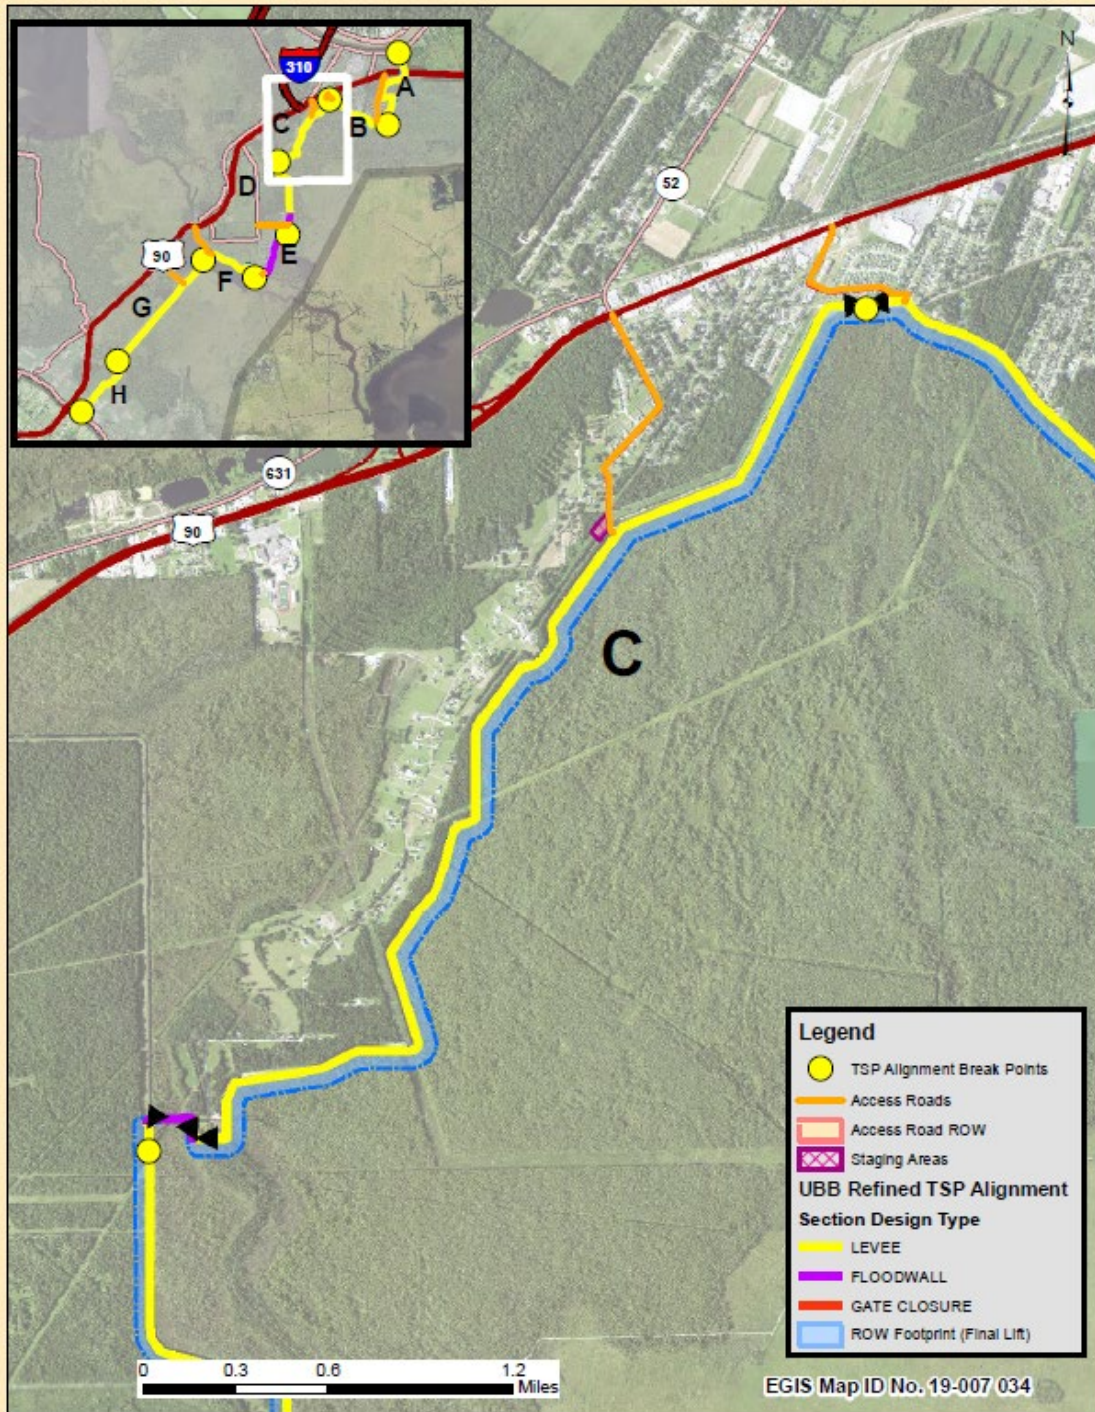 310
A
C
B
D
90
E
F
G
H
N
52
631
90
C
Legend
TSP Alignment Break Points
Access Roads
Access Road ROW
Staging Areas
UBB Refined TSP Alignment
Section Design Type
LEVEE
FLOODWALL
GATE CLOSURE
ROW Footprint (Final Lift)
0 0.3 0.6 1.2
Miles
EGIS Map ID No. 19-007 034